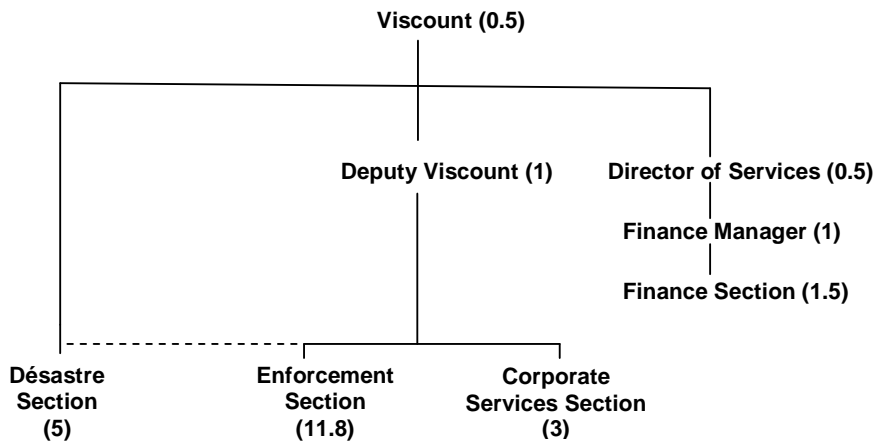 Viscount (0.5)
Deputy Viscount (1)
Director of Services (0.5)
Finance Manager (1)
Finance Section (1.5)
Désastre
Section
(5)
Enforcement
Section
(11.8)
Corporate
Services Section
(3)